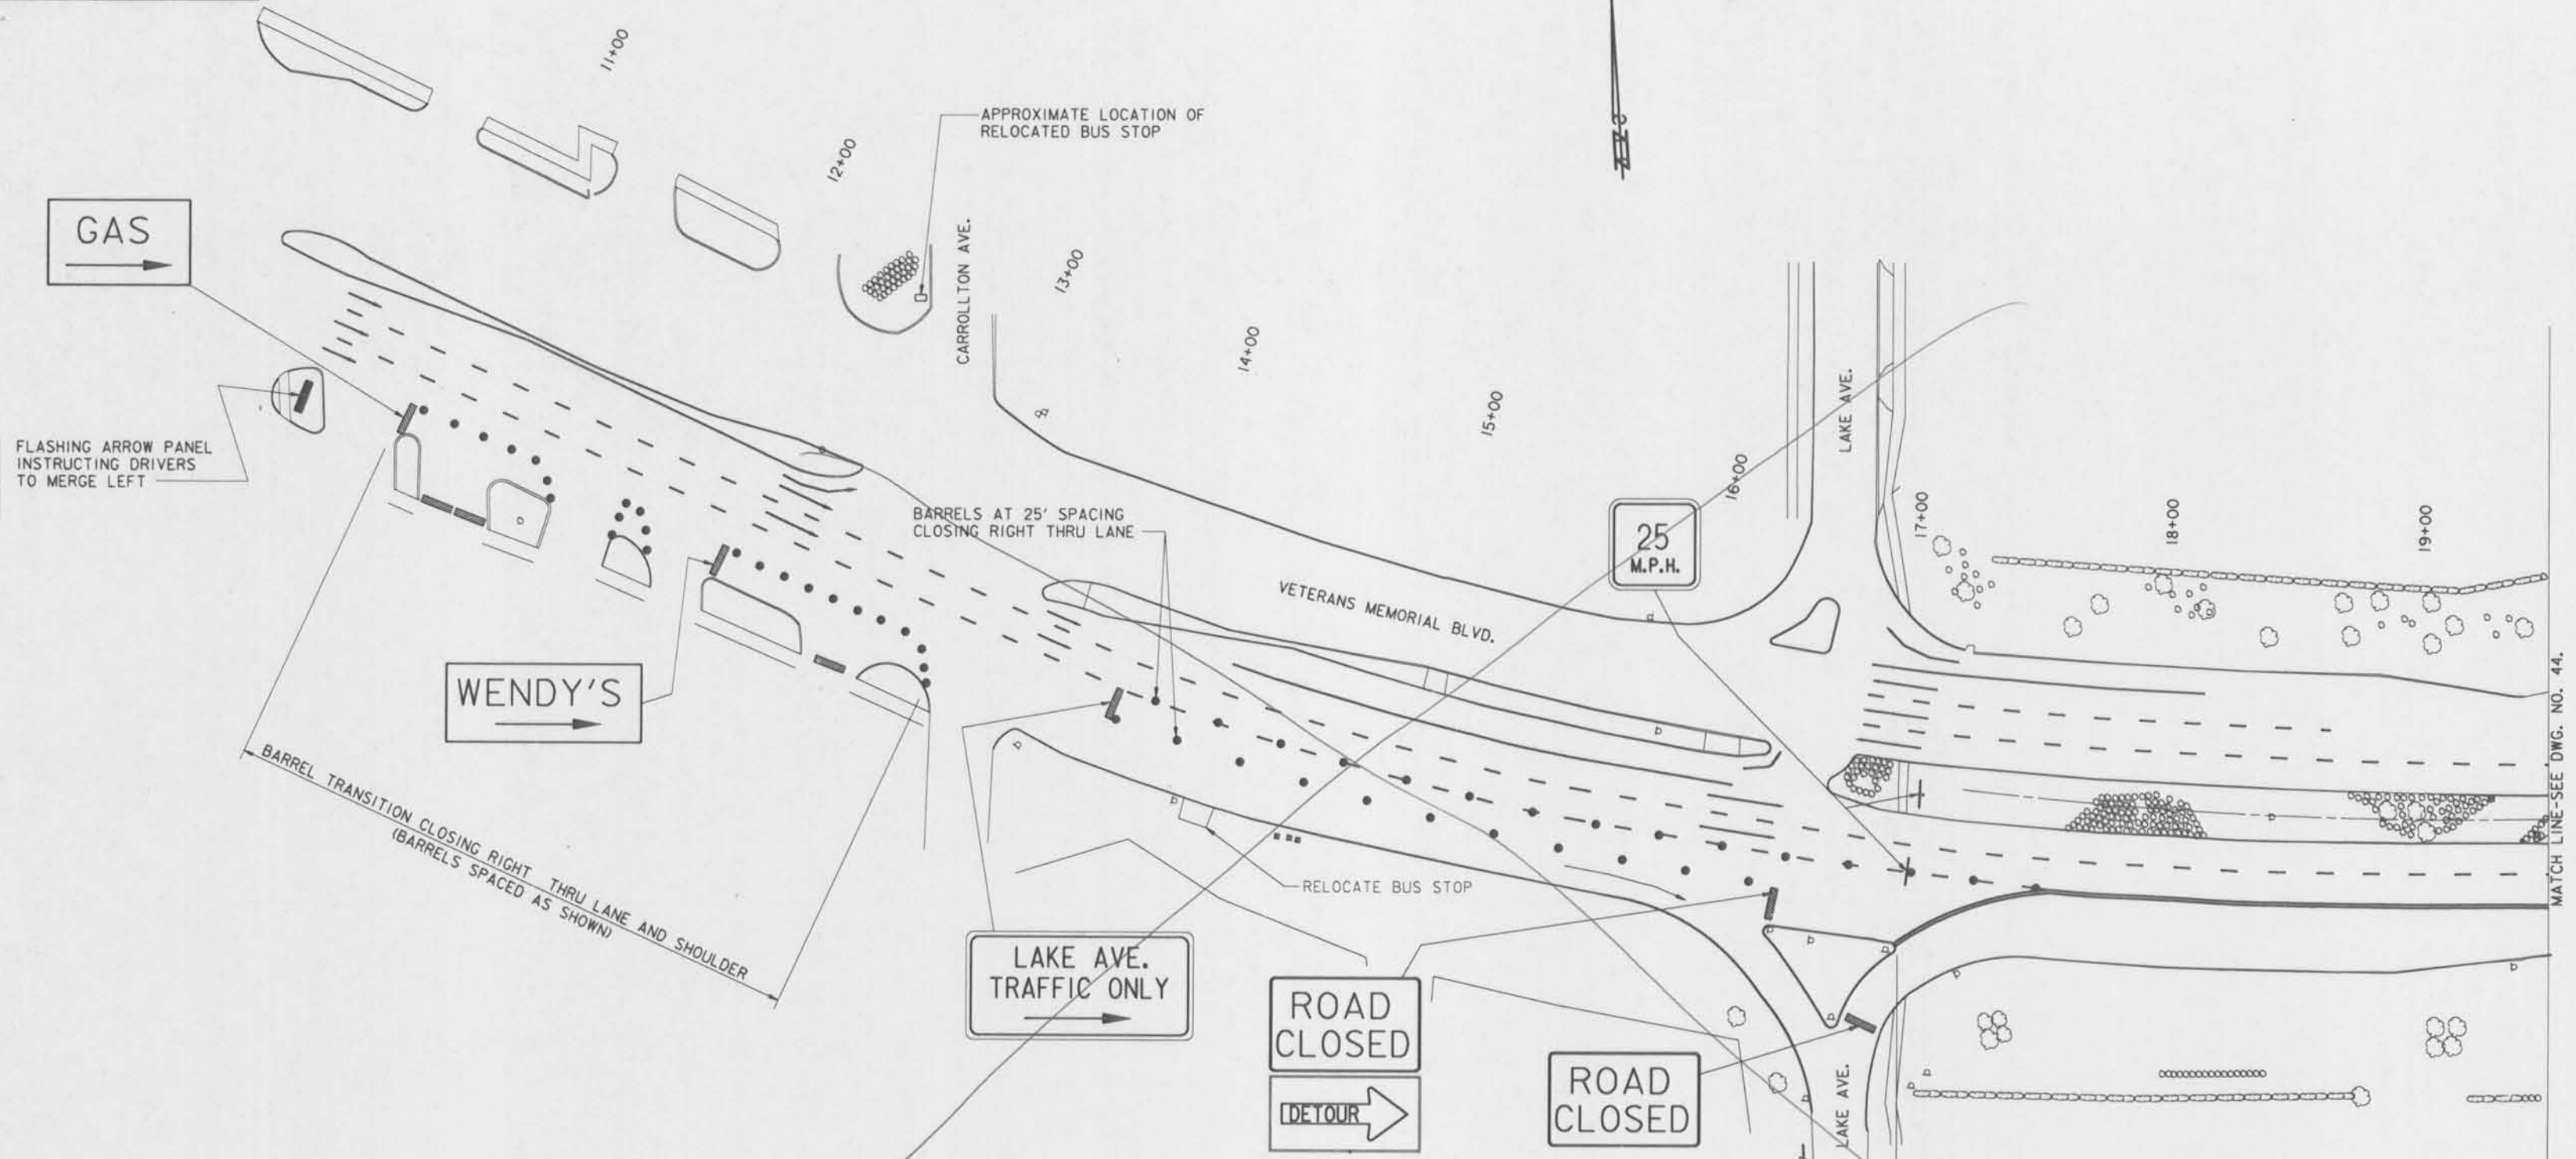 11+00
APPROXIMATE LOCATION OF
RELOCATED BUS STOP
12+00
GAS
CARROLLTON AVE.
13+00
14+00
15+00
LAKE AVE.
16+00
17+00
18+00
19+00
FLASHING ARROW PANEL
INSTRUCTING DRIVERS
TO MERGE LEFT
BARRELS AT 25' SPACING
CLOSING RIGHT THRU LANE
25
M.P.H.
VETERANS MEMORIAL BLVD.
WENDY'S
MATCH LINE-SEE DWG. NO. 44.
BARREL TRANSITION CLOSING RIGHT THRU LANE AND SHOULDER
(BARRELS SPACED AS SHOWN)
RELOCATE BUS STOP
LAKE AVE.
TRAFFIC ONLY
ROAD
CLOSED
DETOUR
ROAD
CLOSED
LAKE AVE.